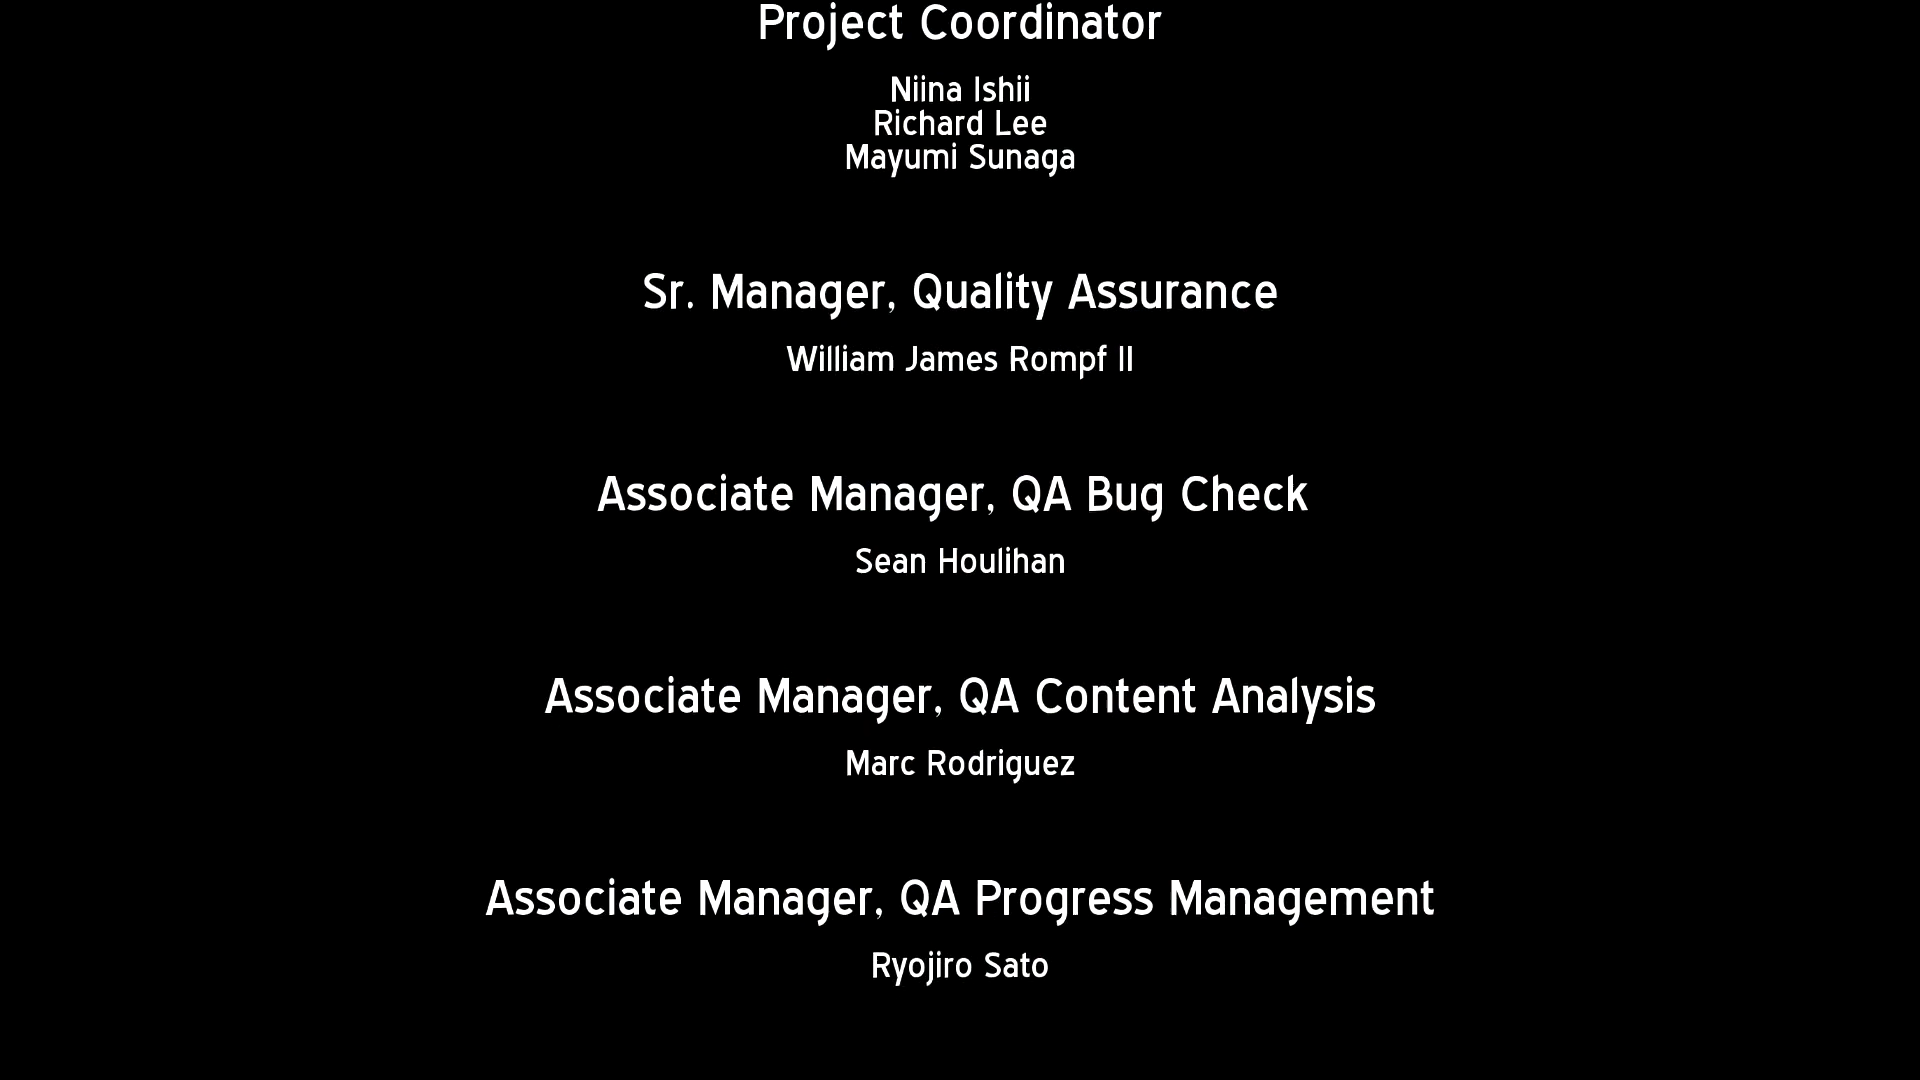 Project Coordinator
Niina Ishii
Richard Lee
Mayumi Sunaga
Sr. Manager, Quality Assurance
William James Rompf II
Associate Manager, QA Bug Check
Sean Houlihan
Associate Manager, QA Content Analysis
Marc Rodriguez
Associate Manager, QA Progress Management
Ryojiro Sato